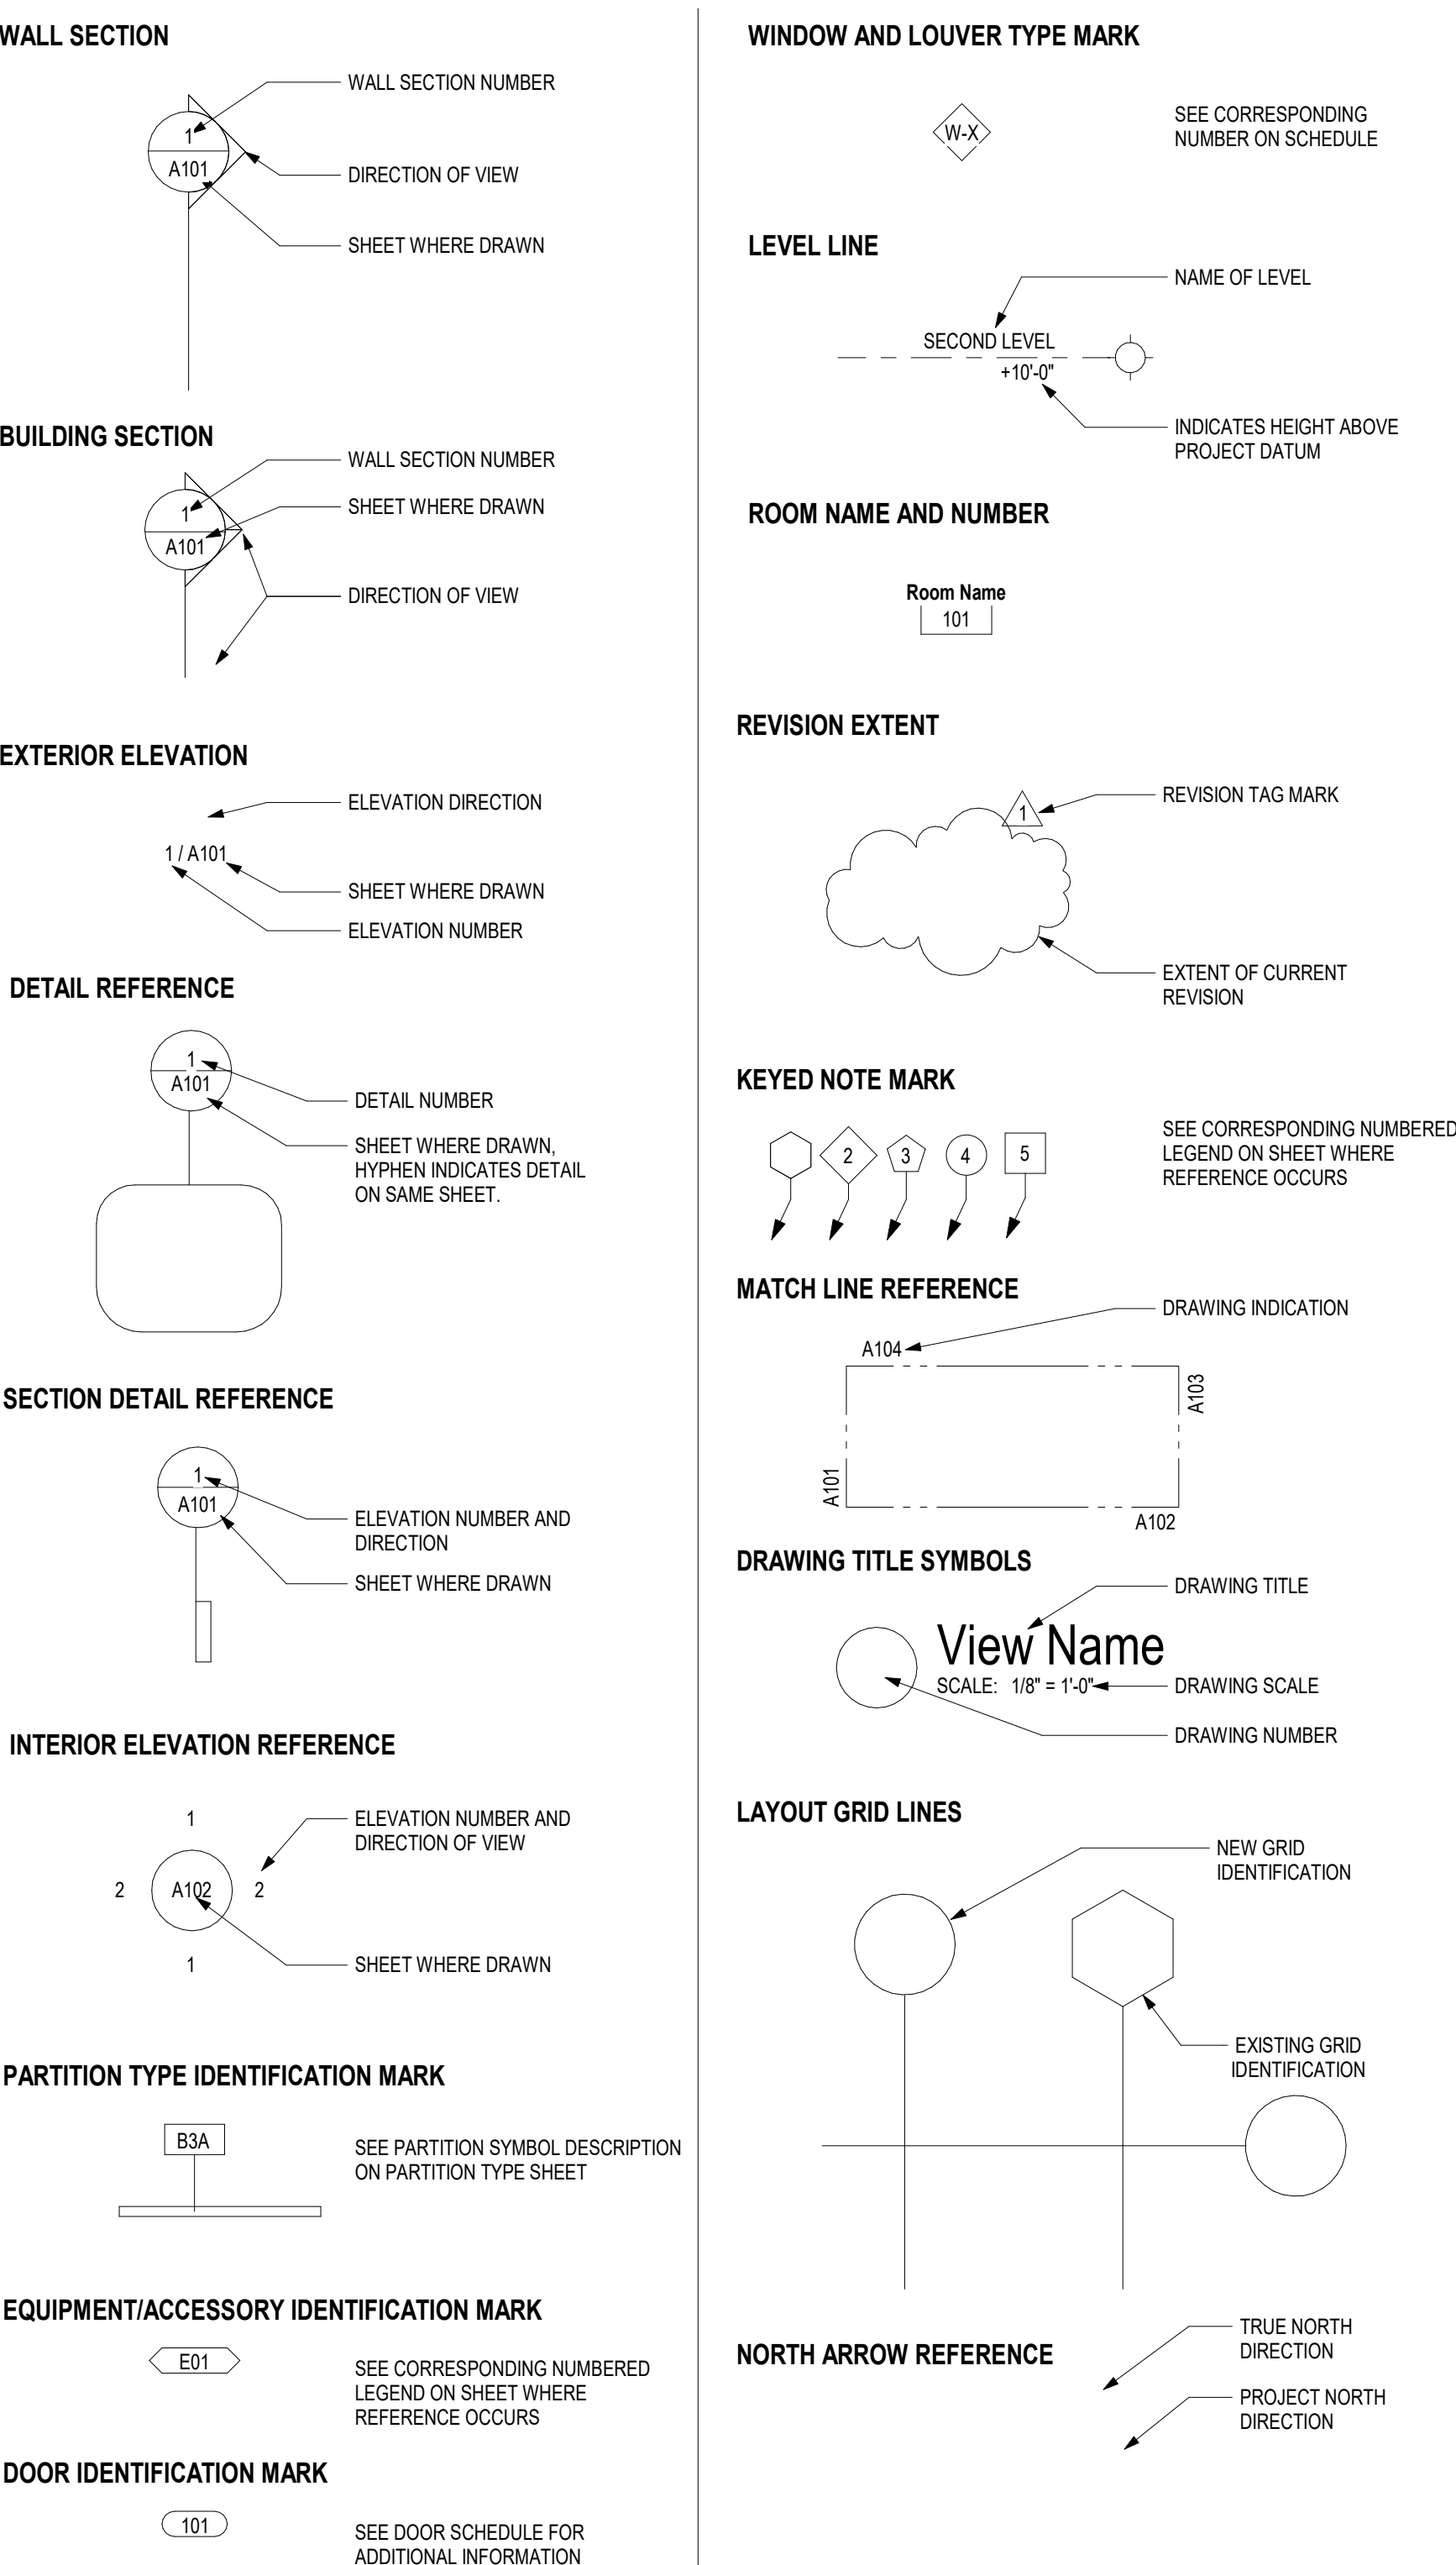 WALL SECTION
WALL SECTION NUMBER
1
A101
DIRECTION OF VIEW
SHEET WHERE DRAWN
BUILDING SECTION
WALL SECTION NUMBER
SHEET WHERE DRAWN
1
A101
DIRECTION OF VIEW
EXTERIOR ELEVATION
ELEVATION DIRECTION
1 / A101
SHEET WHERE DRAWN
ELEVATION NUMBER
DETAIL REFERENCE
1
A101
DETAIL NUMBER
SHEET WHERE DRAWN,
HYPHEN INDICATES DETAIL
ON SAME SHEET.
SECTION DETAIL REFERENCE
1
A101
ELEVATION NUMBER AND
DIRECTION
SHEET WHERE DRAWN
INTERIOR ELEVATION REFERENCE
1
ELEVATION NUMBER AND
DIRECTION OF VIEW
2 A102 2
1
SHEET WHERE DRAWN
PARTITION TYPE IDENTIFICATION MARK
B3A
SEE PARTITION SYMBOL DESCRIPTION
ON PARTITION TYPE SHEET
EQUIPMENT/ACCESSORY IDENTIFICATION MARK
E01
SEE CORRESPONDING NUMBERED
LEGEND ON SHEET WHERE
REFERENCE OCCURS
DOOR IDENTIFICATION MARK
101
SEE DOOR SCHEDULE FOR
ADDITIONAL INFORMATION
WINDOW AND LOUVER TYPE MARK
W-X
SEE CORRESPONDING
NUMBER ON SCHEDULE
LEVEL LINE
NAME OF LEVEL
SECOND LEVEL
+10'-0"
INDICATES HEIGHT ABOVE
PROJECT DATUM
ROOM NAME AND NUMBER
Room Name
101
REVISION EXTENT
REVISION TAG MARK
1
EXTENT OF CURRENT
REVISION
KEYED NOTE MARK
2 3 4 5
SEE CORRESPONDING NUMBERED
LEGEND ON SHEET WHERE
REFERENCE OCCURS
MATCH LINE REFERENCE
DRAWING INDICATION
A104
A103
A101
A102
DRAWING TITLE SYMBOLS
DRAWING TITLE
View Name
SCALE: 1/8" = 1'-0"
DRAWING SCALE
DRAWING NUMBER
LAYOUT GRID LINES
NEW GRID
IDENTIFICATION
EXISTING GRID
IDENTIFICATION
NORTH ARROW REFERENCE
TRUE NORTH
DIRECTION
PROJECT NORTH
DIRECTION